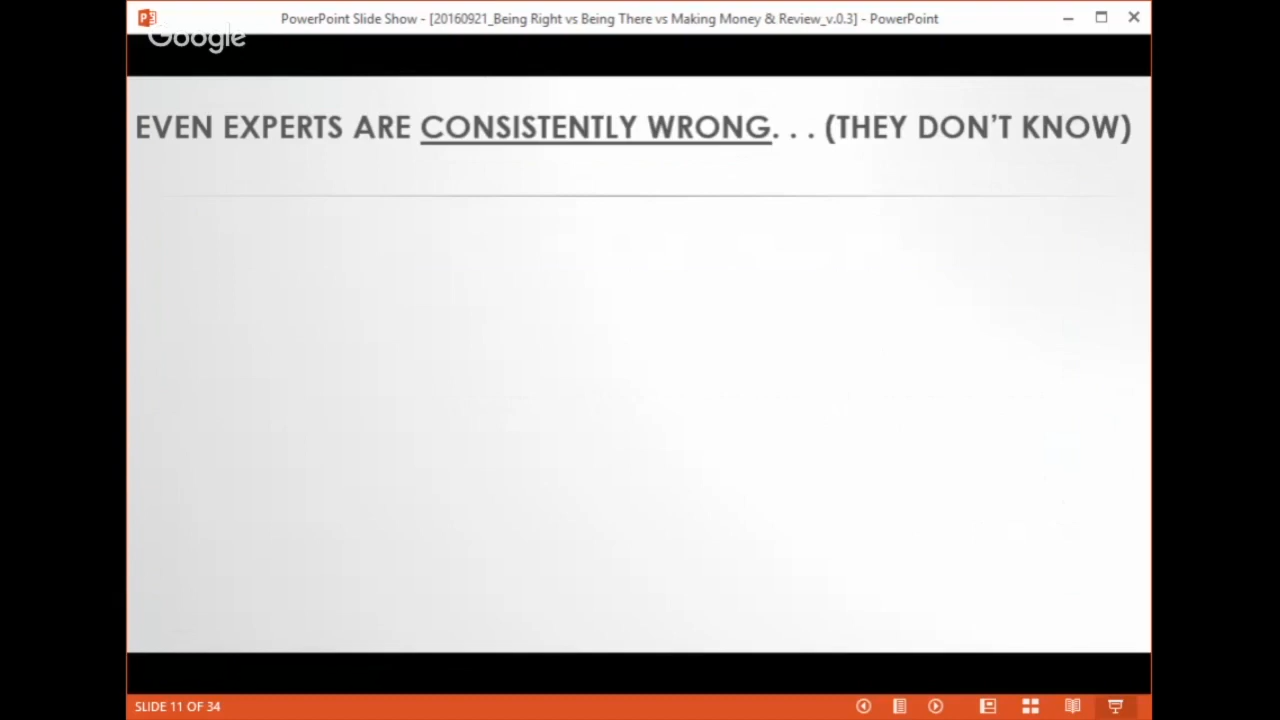 PowerPoint Slide Show - [20160921_Being Right vs Being There vs Making Money & Review_v.0.3] - PowerPoint
Google
EVEN EXPERTS ARE CONSISTENTLY WRONG. . . (THEY DON'T KNOW)
SLIDE 11 OF 34